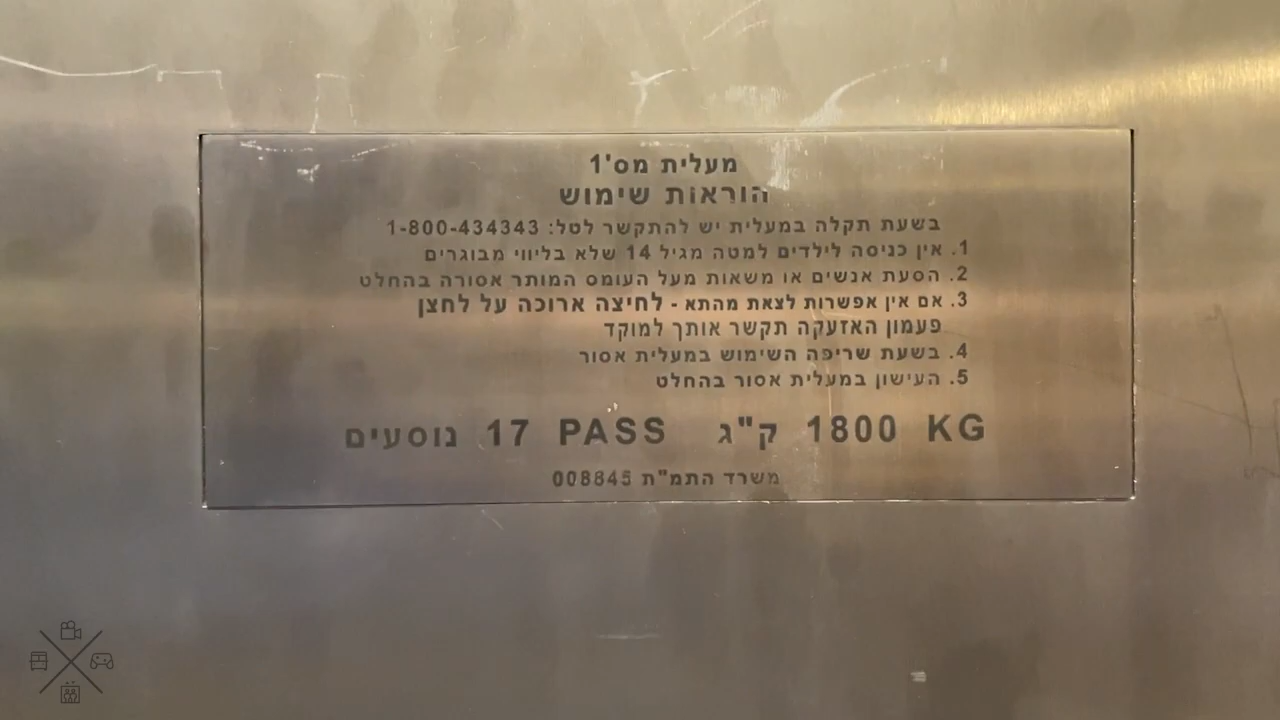 מעלית מס'1
הוראות שימוש
בשעת תקלה במעלית יש להתקשר לטל: 1-800-434343
1. אין כניסה לילדים למטה מגיל 14 שלא בליווי מבוגרים
2. הסעת אנשים או משאות מעל העומס המותר אסורה בהחלט
3. אם אין אפשרות לצאת מהתא - לחיצה ארוכה על לחצן
פעמון האזעקה תקשר אותך למוקד
4. בשעת שריפה השימוש במעלית אסור
5. העישון במעלית אסור בהחלט
נוסעים 17 PASS ק"ג 1800 KG
משרד התמ"ת 008845